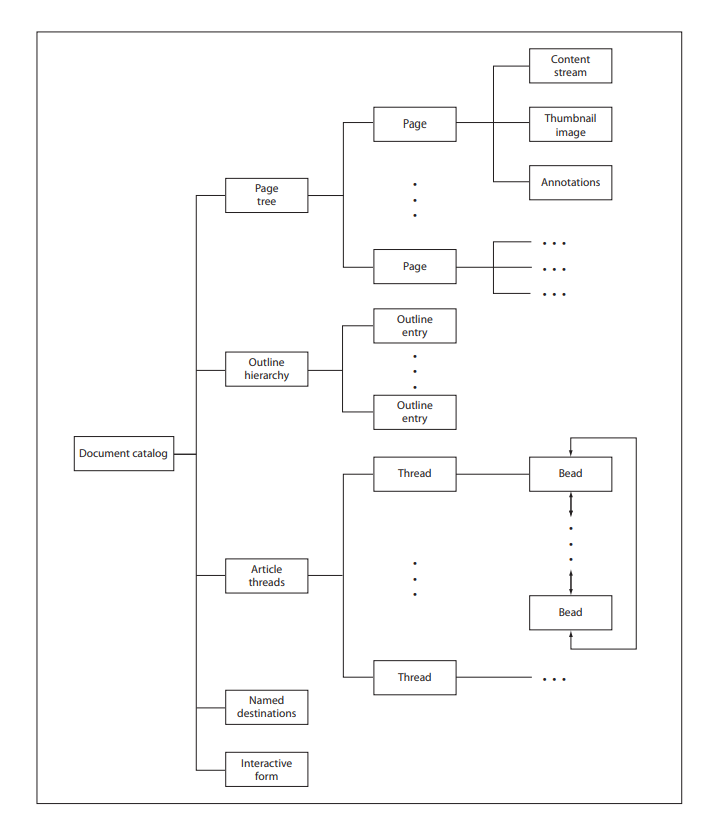 Content
stream
Page
Thumbnail
image
Annotations
Page
tree
. . .
Page
. . .
. . .
. . .
Outline
entry
Outline
hierarchy
. . .
Outline
entry
Document catalog
Thread
Bead
. . .
Article
threads
. . .
Bead
Thread
. . .
Named
destinations
Interactive
form